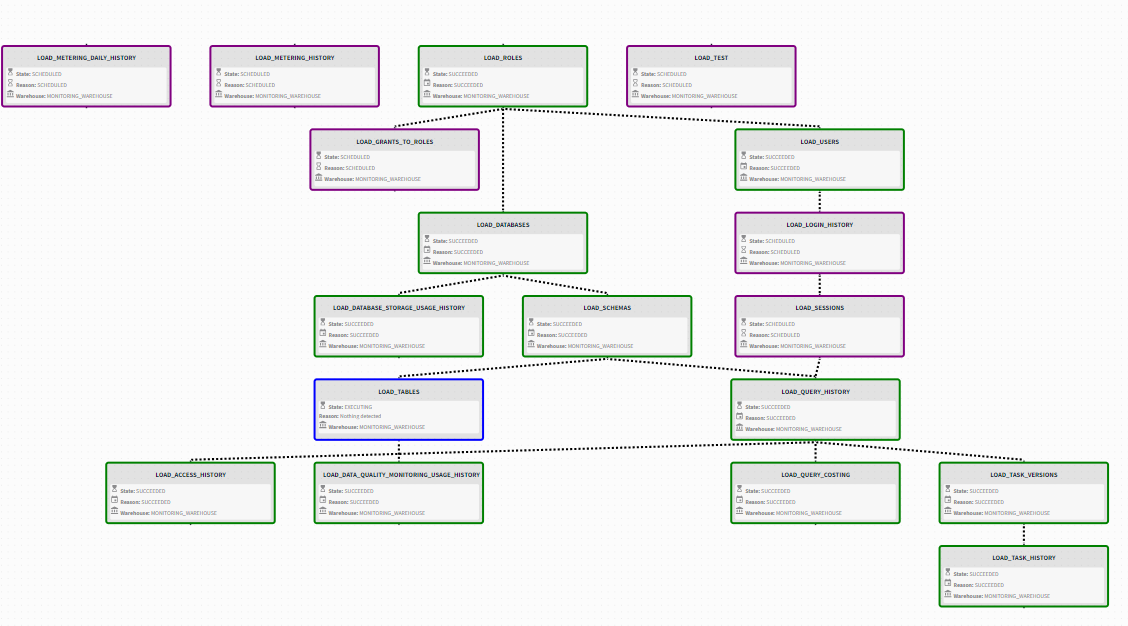 LOAD_METERING_DAILY_HISTORY
State: SCHEDULED
Reason: SCHEDULED
Warehouse: MONITORING_WAREHOUSE
LOAD_METERING_HISTORY
State: SCHEDULED
Reason: SCHEDULED
Warehouse: MONITORING_WAREHOUSE
LOAD_ROLES
State: SUCCEEDED
Reason: SUCCEEDED
Warehouse: MONITORING_WAREHOUSE
LOAD_TEST
State: SCHEDULED
Reason: SCHEDULED
Warehouse: MONITORING_WAREHOUSE
LOAD_GRANTS_TO_ROLES
State: SCHEDULED
Reason: SCHEDULED
Warehouse: MONITORING_WAREHOUSE
LOAD_USERS
State: SUCCEEDED
Reason: SUCCEEDED
Warehouse: MONITORING_WAREHOUSE
LOAD_DATABASES
State: SUCCEEDED
Reason: SUCCEEDED
Warehouse: MONITORING_WAREHOUSE
LOAD_LOGIN_HISTORY
State: SCHEDULED
Reason: SCHEDULED
Warehouse: MONITORING_WAREHOUSE
LOAD_DATABASE_STORAGE_USAGE_HISTORY
State: SUCCEEDED
Reason: SUCCEEDED
Warehouse: MONITORING_WAREHOUSE
LOAD_SCHEMAS
State: SUCCEEDED
Reason: SUCCEEDED
Warehouse: MONITORING_WAREHOUSE
LOAD_SESSIONS
State: SCHEDULED
Reason: SCHEDULED
Warehouse: MONITORING_WAREHOUSE
LOAD_TABLES
State: EXECUTING
Reason: Nothing detected
Warehouse: MONITORING_WAREHOUSE
LOAD_QUERY_HISTORY
State: SUCCEEDED
Reason: SUCCEEDED
Warehouse: MONITORING_WAREHOUSE
LOAD_ACCESS_HISTORY
State: SUCCEEDED
Reason: SUCCEEDED
Warehouse: MONITORING_WAREHOUSE
LOAD_DATA_QUALITY_MONITORING_USAGE_HISTORY
State: SUCCEEDED
Reason: SUCCEEDED
Warehouse: MONITORING_WAREHOUSE
LOAD_QUERY_COSTING
State: SUCCEEDED
Reason: SUCCEEDED
Warehouse: MONITORING_WAREHOUSE
LOAD_TASK_VERSIONS
State: SUCCEEDED
Reason: SUCCEEDED
Warehouse: MONITORING_WAREHOUSE
LOAD_TASK_HISTORY
State: SUCCEEDED
Reason: SUCCEEDED
Warehouse: MONITORING_WAREHOUSE